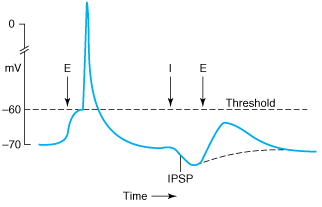 0
mV
E
I
E
–60
Threshold
–70
IPSP
Time